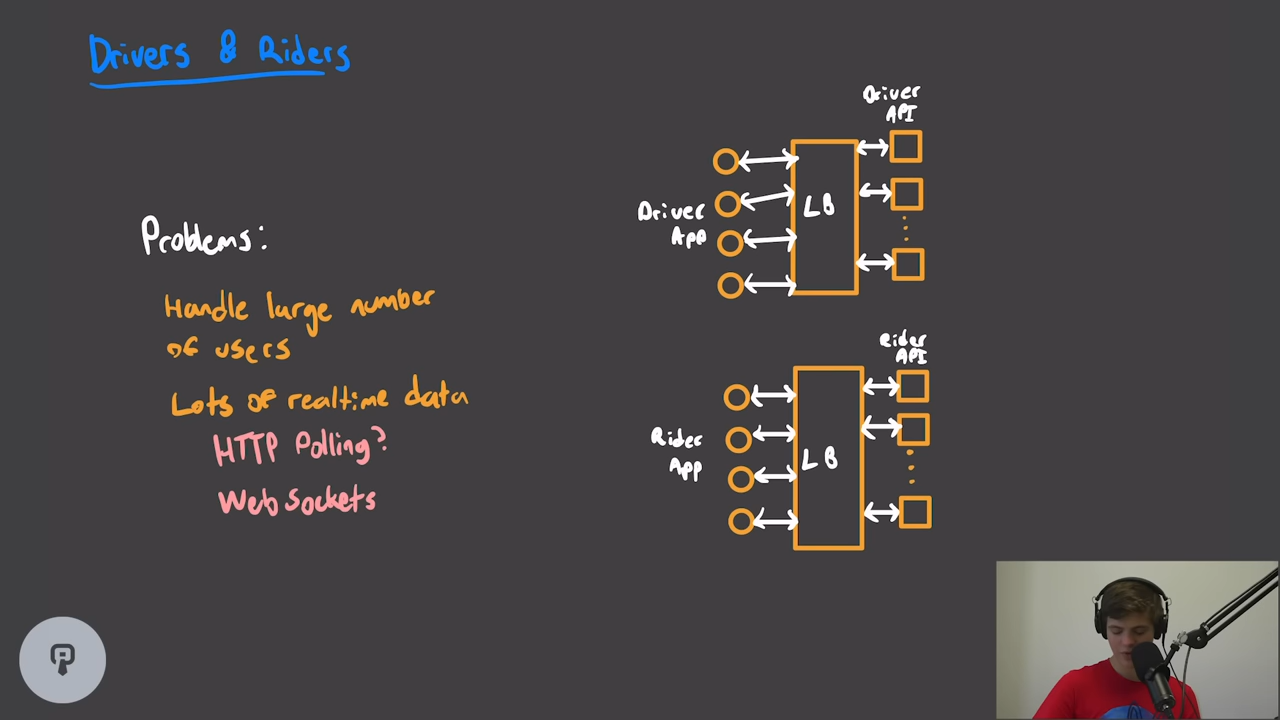 Drivers & Riders
Problems:
Handle large number
of users
Lots of realtime data
HTTP Polling?
WebSockets
Driver
API
Driver
App
LB
Rider
API
Rider
App
LB